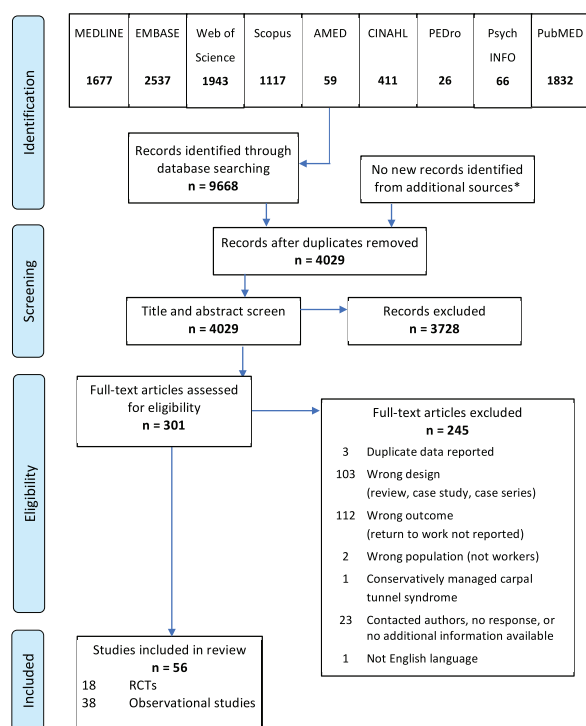 MEDLINE
1677
EMBASE
2537
Web of
Science
1943
Scopus
1117
AMED
59
CINAHL
411
PEDro
26
Psych
INFO
66
PubMED
1832
Identification
Records identified through
database searching
n = 9668
No new records identified
from additional sources*
Screening
Records after duplicates removed
n = 4029
Title and abstract screen
n = 4029
Records excluded
n = 3728
Eligibility
Full-text articles assessed
for eligibility
n = 301
Full-text articles excluded
n = 245
3 Duplicate data reported
103 Wrong design
(review, case study, case series)
112 Wrong outcome
(return to work not reported)
2 Wrong population (not workers)
1 Conservatively managed carpal
tunnel syndrome
23 Contacted authors, no response, or
no additional information available
1 Not English language
Included
Studies included in review
n = 56
18 RCTs
38 Observational studies